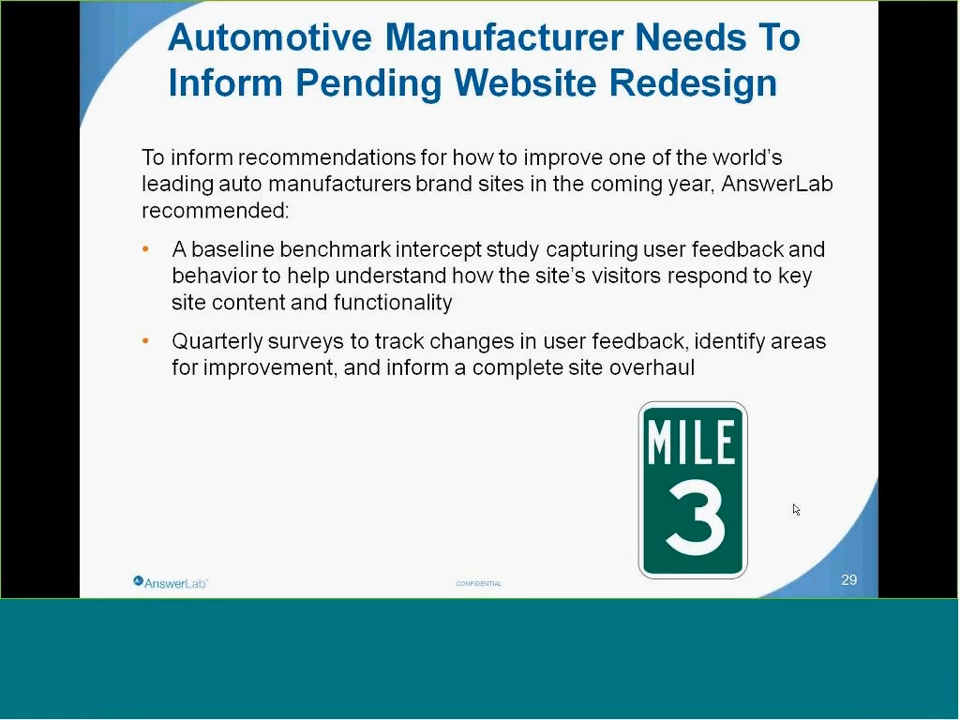 Automotive Manufacturer Needs To
Inform Pending Website Redesign
To inform recommendations for how to improve one of the world's
leading auto manufacturers brand sites in the coming year, AnswerLab
recommended:
• A baseline benchmark intercept study capturing user feedback and
behavior to help understand how the site's visitors respond to key
site content and functionality
• Quarterly surveys to track changes in user feedback, identify areas
for improvement, and inform a complete site overhaul
MILE
3
AnswerLab
CONFIDENTIAL
29